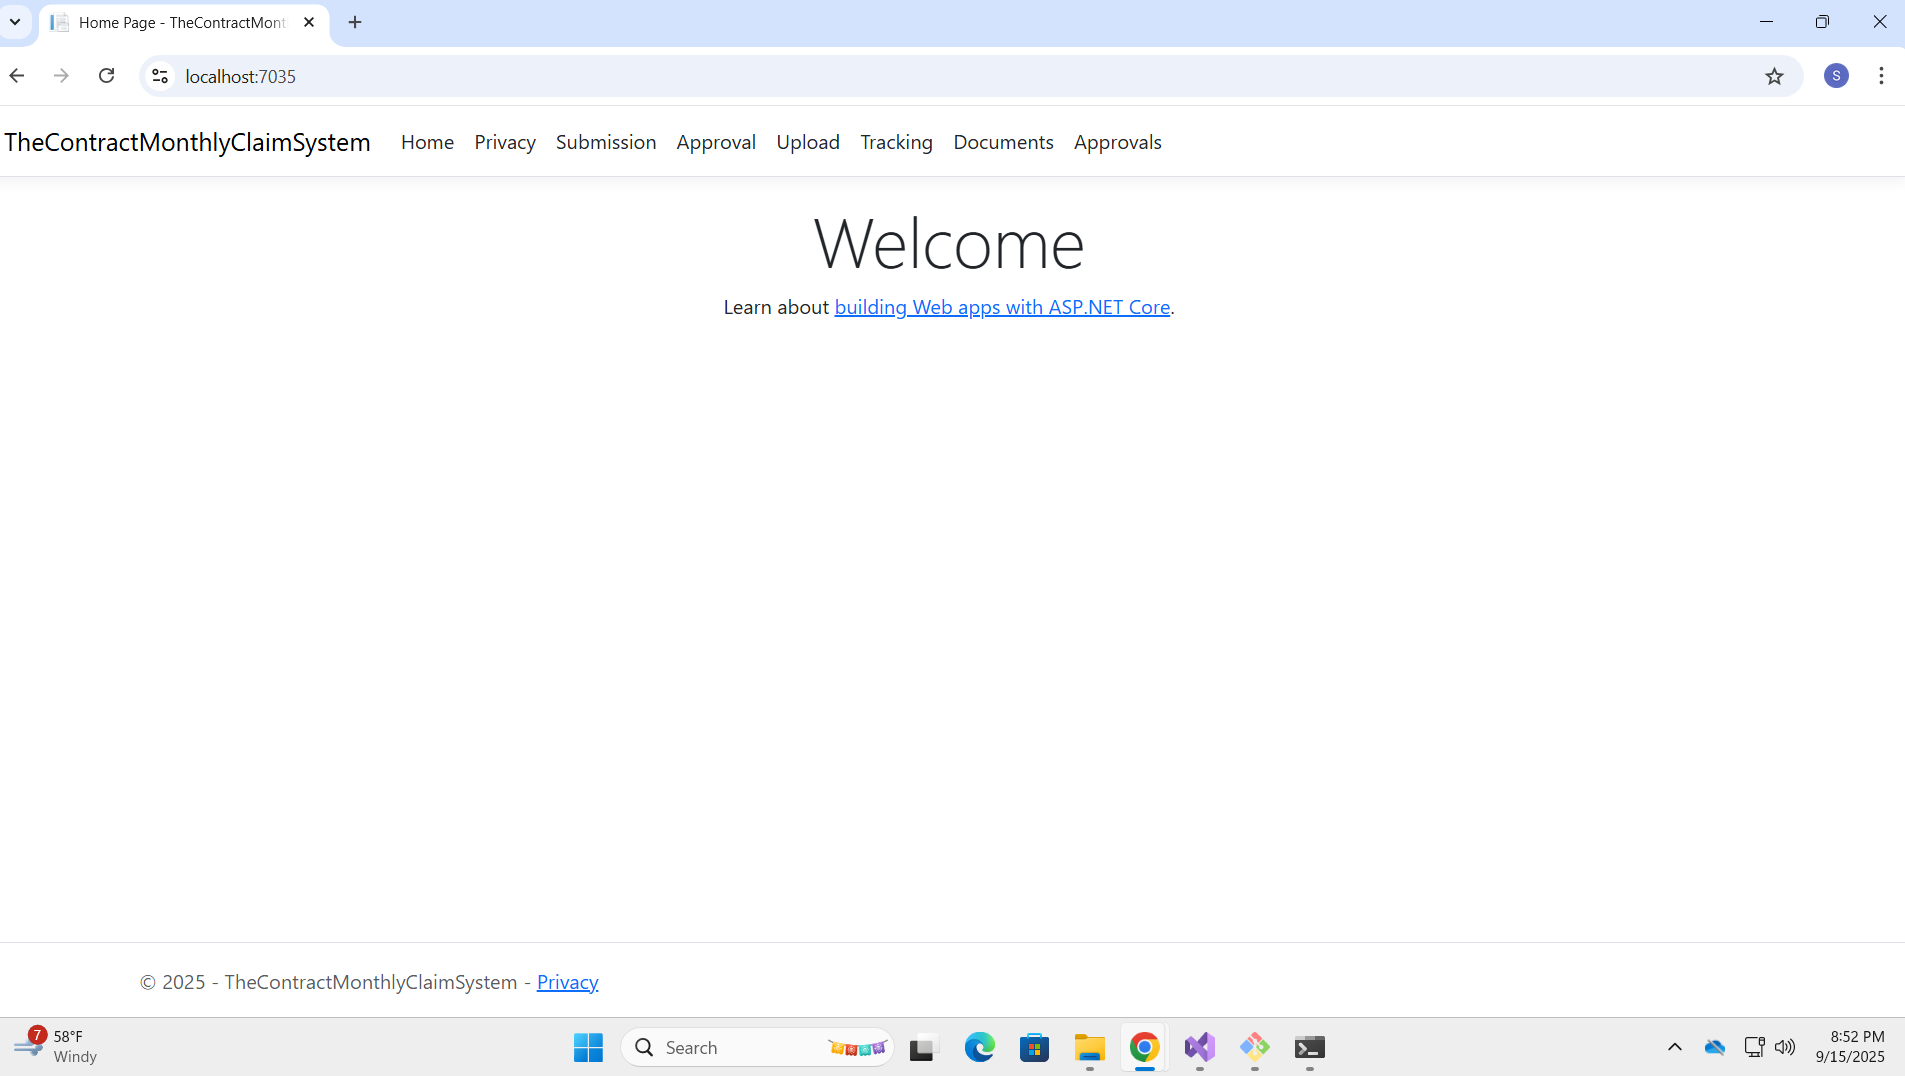 Home Page - TheContractMont
localhost:7035
S
TheContractMonthlyClaimSystem Home Privacy Submission Approval Upload Tracking Documents Approvals
Welcome
Learn about building Web apps with ASP.NET Core.
© 2025 - TheContractMonthlyClaimSystem - Privacy
7
58°F
Windy
Search
8:52 PM
9/15/2025